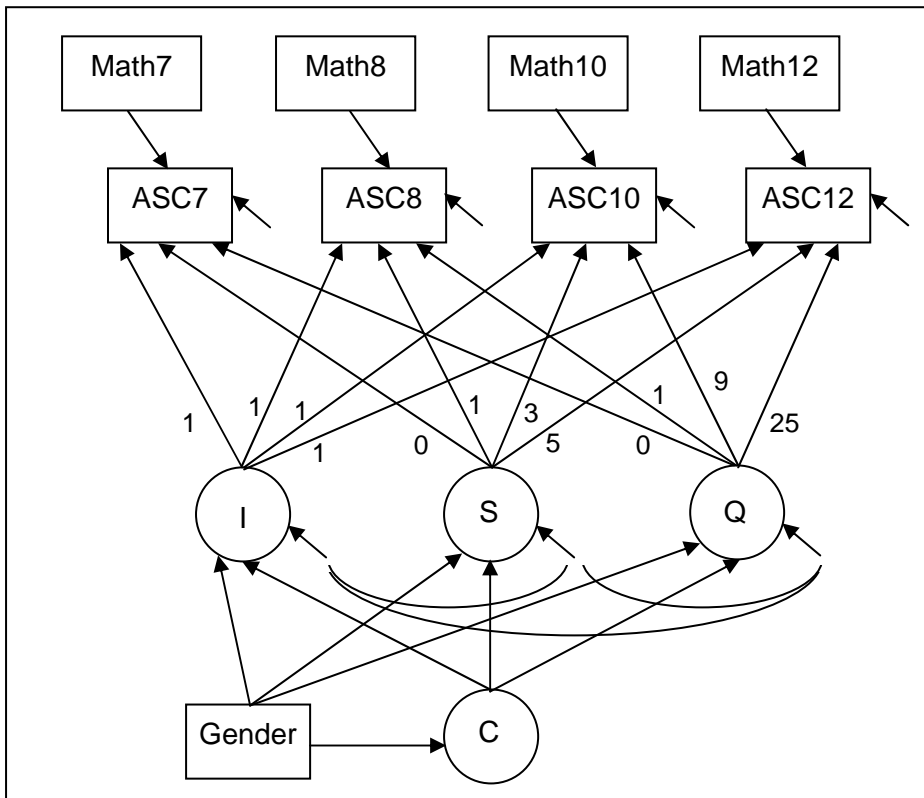 Math7 Math8 Math10 Math12
ASC7 ASC8 ASC10 ASC12
1 1 1 1 0 1 3 5 0 1 9 25
I S Q
Gender C